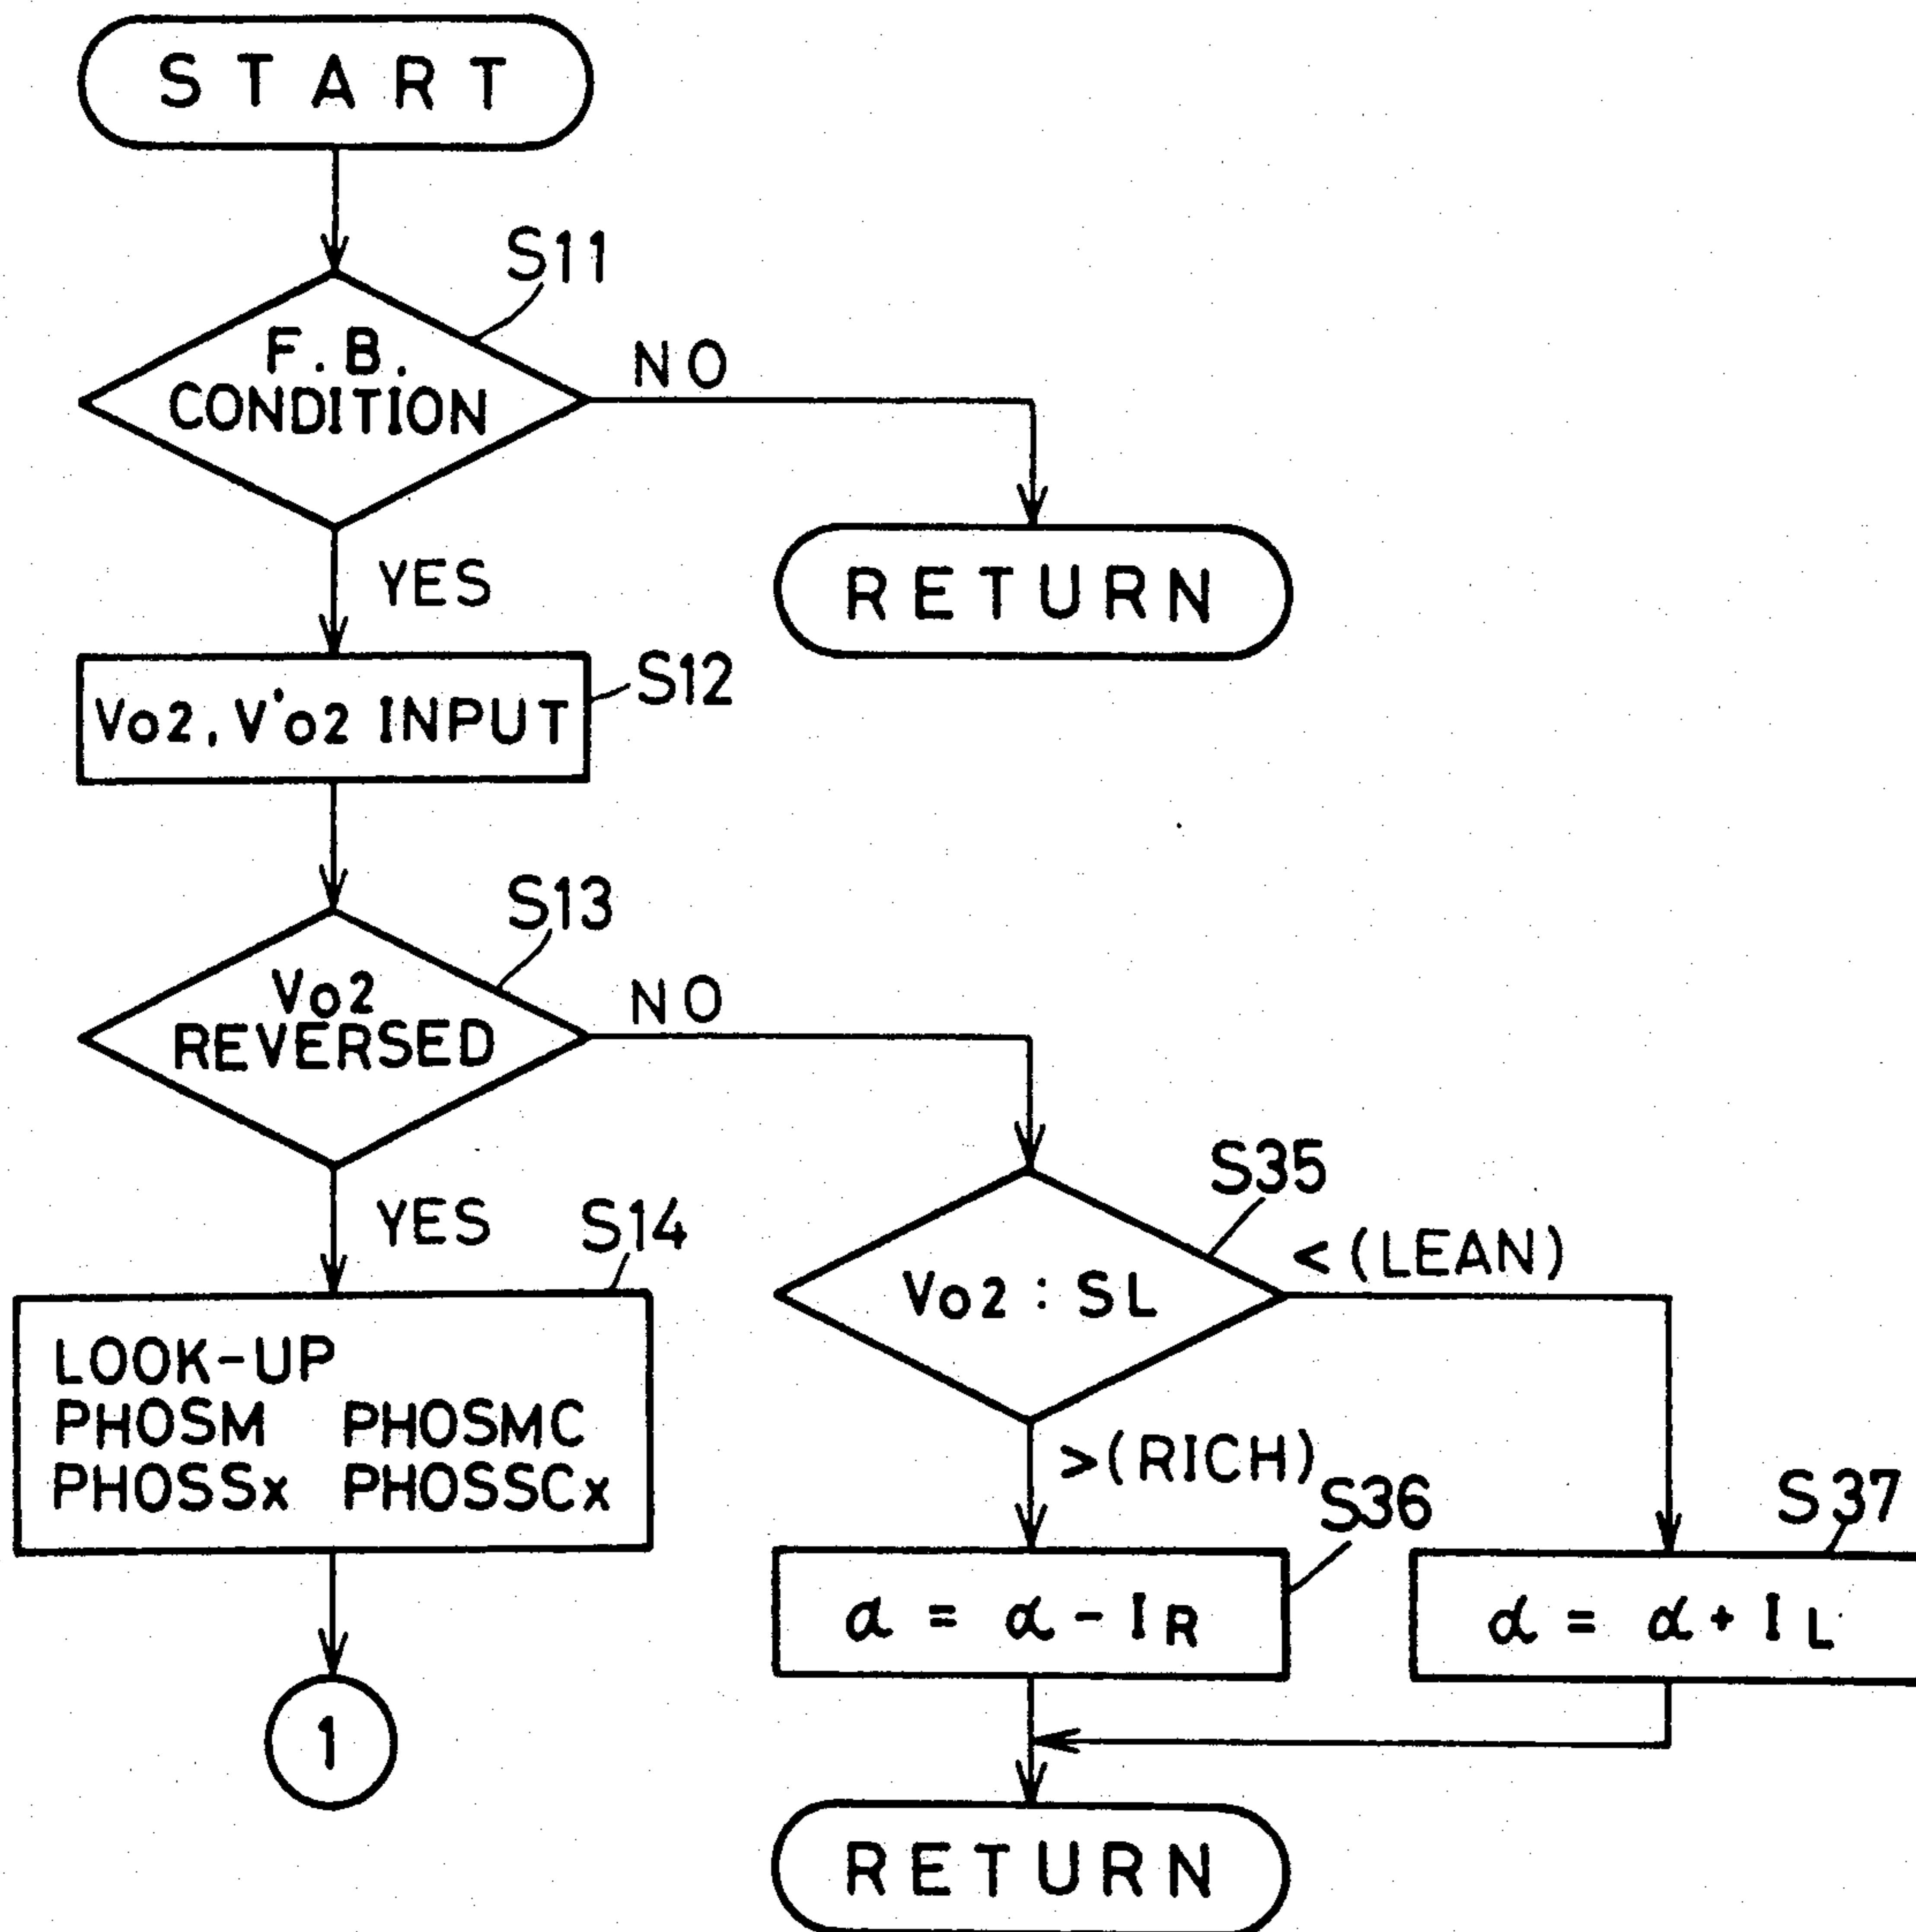 START
S11
F.B.
CONDITION
NO
RETURN
YES
Vo2, V'o2 INPUT
S12
S13
Vo2
REVERSED
NO
YES
S14
LOOK-UP
PHOSM PHOSMC
PHOSSx PHOSSCx
1
S35
Vo2 : SL
< (LEAN)
> (RICH)
S36
α = α - IR
S37
α = α + IL
RETURN